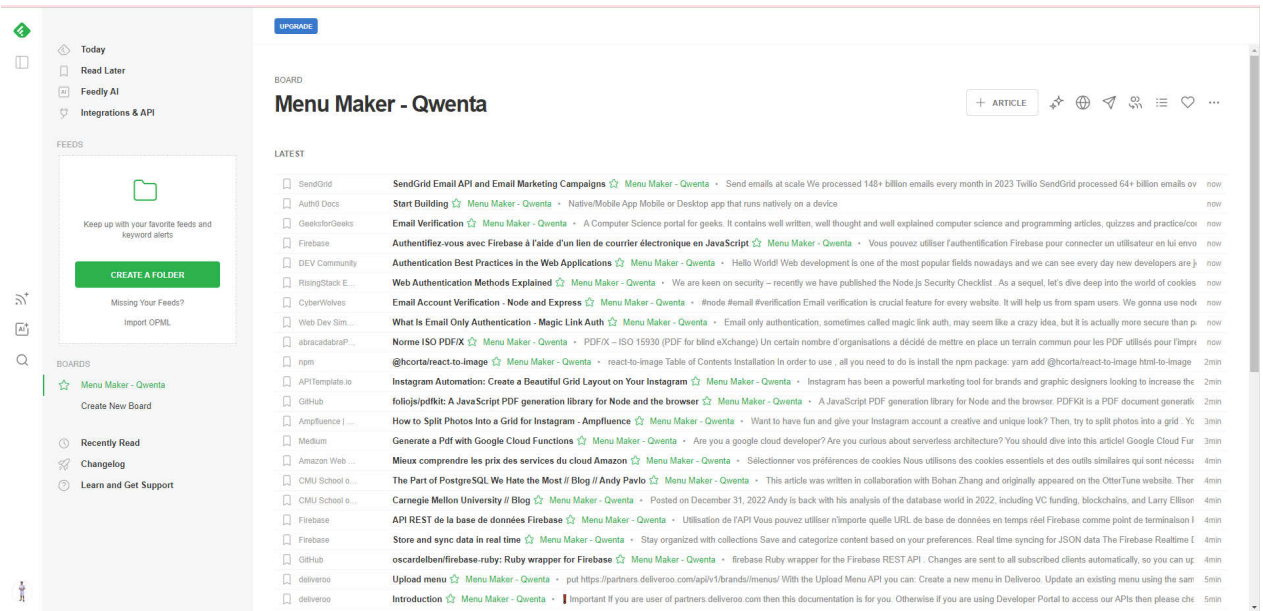 UPGRADE
Today
Read Later
Feedly AI
Integrations & API
FEEDS
Keep up with your favorite feeds and
keyword alerts
CREATE A FOLDER
Missing Your Feeds?
Import OPML
BOARDS
Menu Maker - Qwenta
Create New Board
Recently Read
Changelog
Learn and Get Support
BOARD
Menu Maker - Qwenta
+ ARTICLE
LATEST
SendGrid SendGrid Email API and Email Marketing Campaigns Menu Maker - Qwenta • Send emails at scale We processed 148+ billion emails every month in 2023 Twilio SendGrid processed 64+ billion emails ov now
Auth0 Docs Start Building Menu Maker - Qwenta • Native/Mobile App Mobile or Desktop app that runs natively on a device now
GeeksforGeeks Email Verification Menu Maker - Qwenta • A Computer Science portal for geeks. It contains well written, well thought and well explained computer science and programming articles, quizzes and practice/cor now
Firebase Authentifiez-vous avec Firebase à l'aide d'un lien de courrier électronique en JavaScript Menu Maker - Qwenta • Vous pouvez utiliser l'authentification Firebase pour connecter un utilisateur en lui envo now
DEV Community Authentication Best Practices in the Web Applications Menu Maker - Qwenta • Hello World! Web development is one of the most popular fields nowadays and we can see every day new developers are j now
RisingStack E... Web Authentication Methods Explained Menu Maker - Qwenta • We are keen on security – recently we have published the Node.js Security Checklist . As a sequel, let's dive deep into the world of cookies now
CyberWolves Email Account Verification - Node and Express Menu Maker - Qwenta • #node #email #verification Email verification is crucial feature for every website. It will help us from spam users. We gonna use node now
Web Dev Sim... What Is Email Only Authentication - Magic Link Auth Menu Maker - Qwenta • Email only authentication, sometimes called magic link auth, may seem like a crazy idea, but it is actually more secure than p now
abracadabraP... Norme ISO PDF/X Menu Maker - Qwenta • PDF/X – ISO 15930 (PDF for blind eXchange) Un certain nombre d'organisations a décidé de mettre en place un terrain commun pour les PDF utilisés pour l'impre now
npm @hcorta/react-to-image Menu Maker - Qwenta • react-to-image Table of Contents Installation In order to use , all you need to do is install the npm package: yarn add @hcorta/react-to-image html-to-image 2min
APITemplate.io Instagram Automation: Create a Beautiful Grid Layout on Your Instagram Menu Maker - Qwenta • Instagram has been a powerful marketing tool for brands and graphic designers looking to increase the 2min
GitHub foliojs/pdfkit: A JavaScript PDF generation library for Node and the browser Menu Maker - Qwenta • A JavaScript PDF generation library for Node and the browser. PDFKit is a PDF document generatic 2min
Ampfluence | ... How to Split Photos Into a Grid for Instagram - Ampfluence Menu Maker - Qwenta • Want to have fun and give your Instagram account a creative and unique look? Then, try to split photos into a grid . Yo 3min
Medium Generate a Pdf with Google Cloud Functions Menu Maker - Qwenta • Are you a google cloud developer? Are you curious about serverless architecture? You should dive into this article! Google Cloud Fur 3min
Amazon Web ... Mieux comprendre les prix des services du cloud Amazon Menu Maker - Qwenta • Sélectionner vos préférences de cookies Nous utilisons des cookies essentiels et des outils similaires qui sont nécessa 4min
CMU School o... The Part of PostgreSQL We Hate the Most // Blog // Andy Pavlo Menu Maker - Qwenta • This article was written in collaboration with Bohan Zhang and originally appeared on the OtterTune website. Ther 4min
CMU School o... Carnegie Mellon University // Blog Menu Maker - Qwenta • Posted on December 31, 2022 Andy is back with his analysis of the database world in 2022, including VC funding, blockchains, and Larry Ellison 4min
Firebase API REST de la base de données Firebase Menu Maker - Qwenta • Utilisation de l'API Vous pouvez utiliser n'importe quelle URL de base de données en temps réel Firebase comme point de terminaison 4min
Firebase Store and sync data in real time Menu Maker - Qwenta • Stay organized with collections Save and categorize content based on your preferences. Real time syncing for JSON data The Firebase Realtime 4min
GitHub oscardelben/firebase-ruby: Ruby wrapper for Firebase Menu Maker - Qwenta • firebase Ruby wrapper for the Firebase REST API . Changes are sent to all subscribed clients automatically, so you can up 4min
deliveroo Upload menu Menu Maker - Qwenta • put https://partners.deliveroo.com/api/v1/brands//menus/ With the Upload Menu API you can: Create a new menu in Deliveroo. Update an existing menu using the sam 5min
deliveroo Introduction Menu Maker - Qwenta • Important If you are user of partners.deliveroo.com then this documentation is for you. Otherwise if you are using Developer Portal to access our APIs then please che 5min